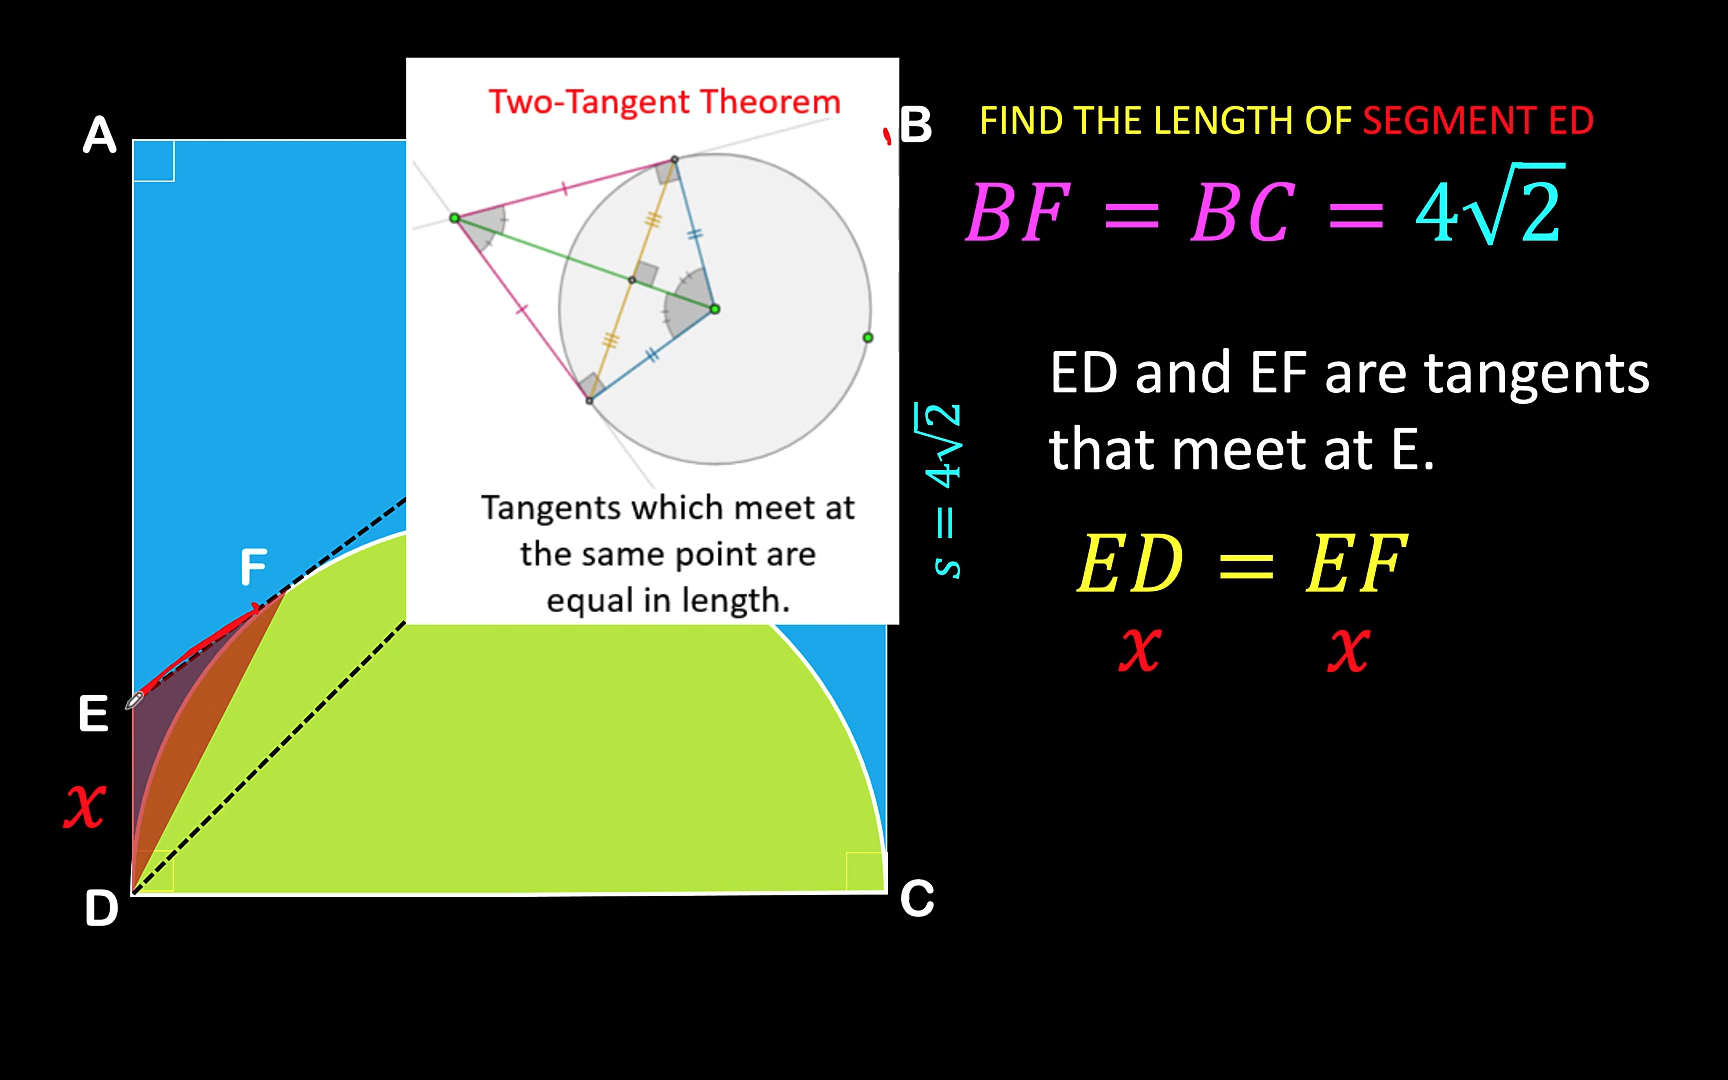 A
Two-Tangent Theorem
B
FIND THE LENGTH OF SEGMENT ED
BF = BC = 4√2
ED and EF are tangents
that meet at E.
s = 4√2
Tangents which meet at
the same point are
equal in length.
ED = EF
x x
F
E
x
D
C